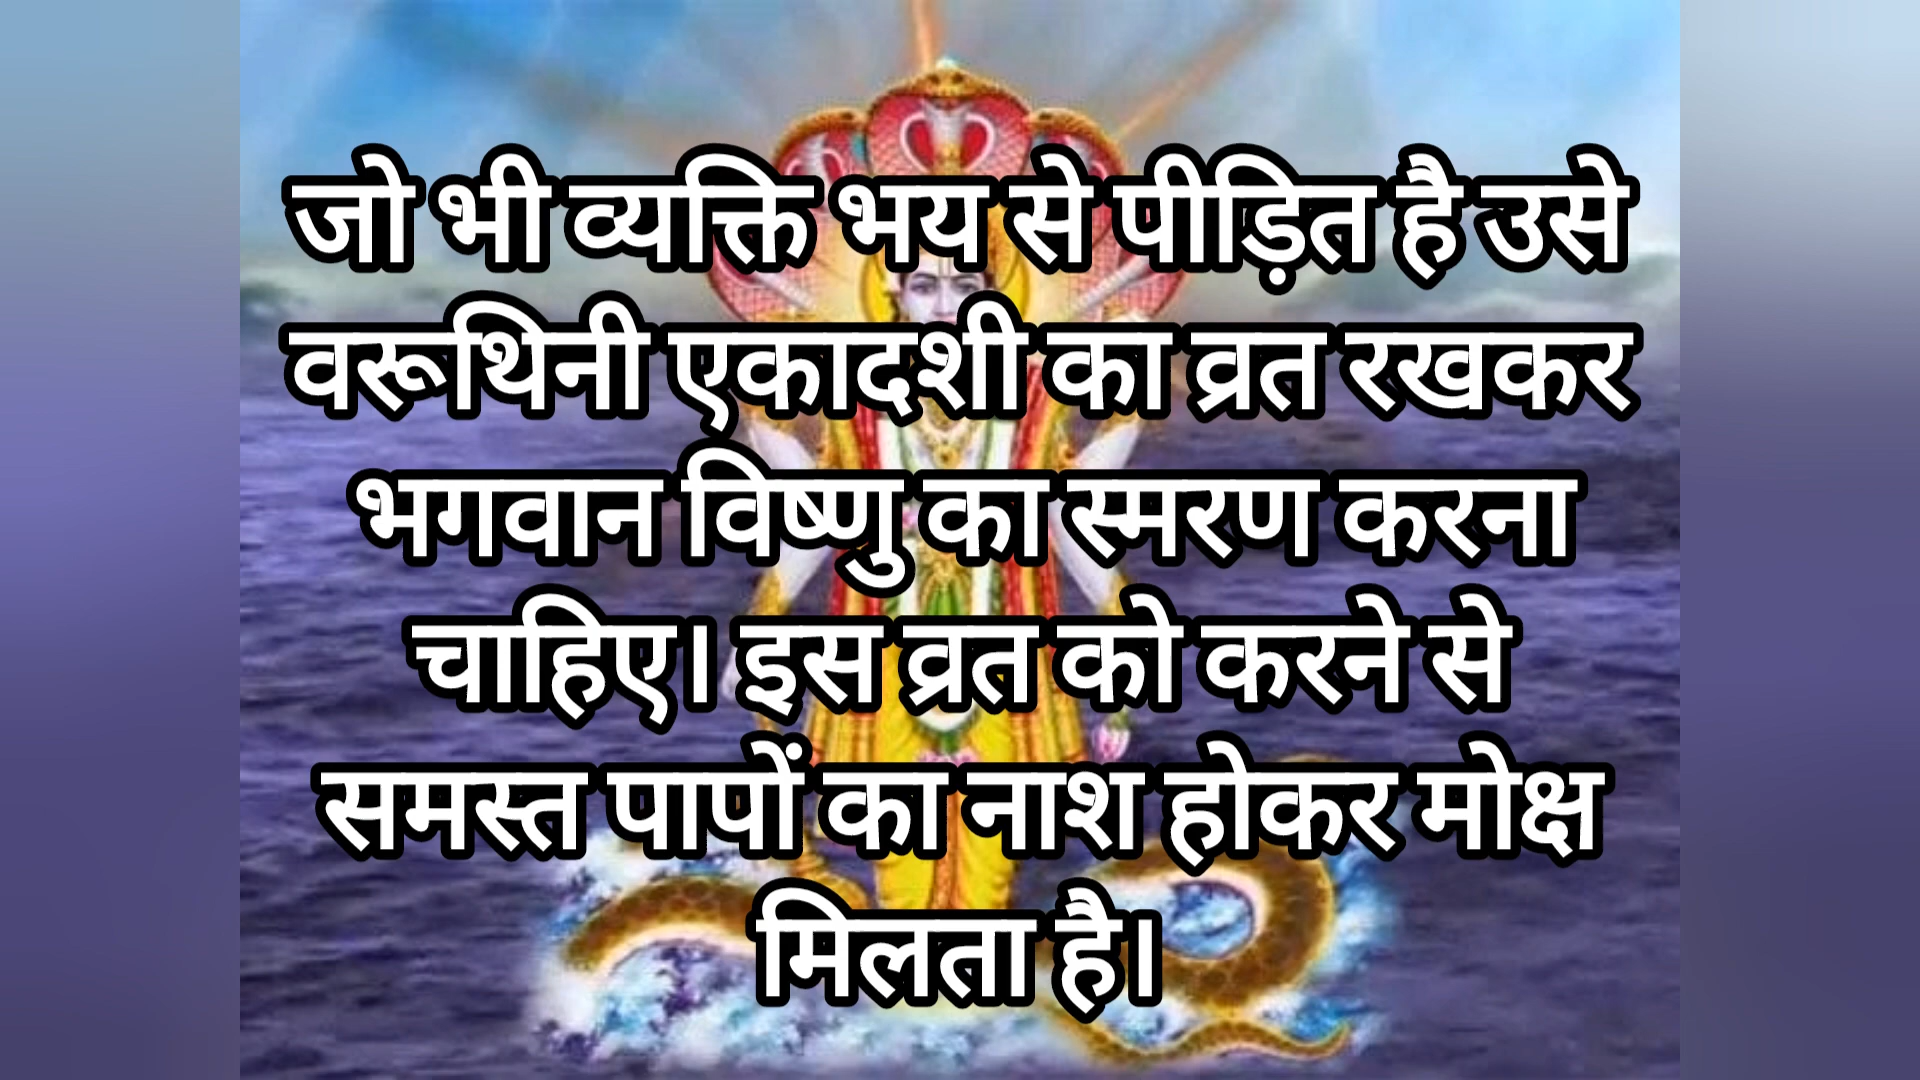 जो भी व्यक्ति भय से पीड़ित है उसे
वरूथिनी एकादशी का व्रत रखकर
भगवान विष्णु का स्मरण करना
चाहिए। इस व्रत को करने से
समस्त पापों का नाश होकर मोक्ष
मिलता है।